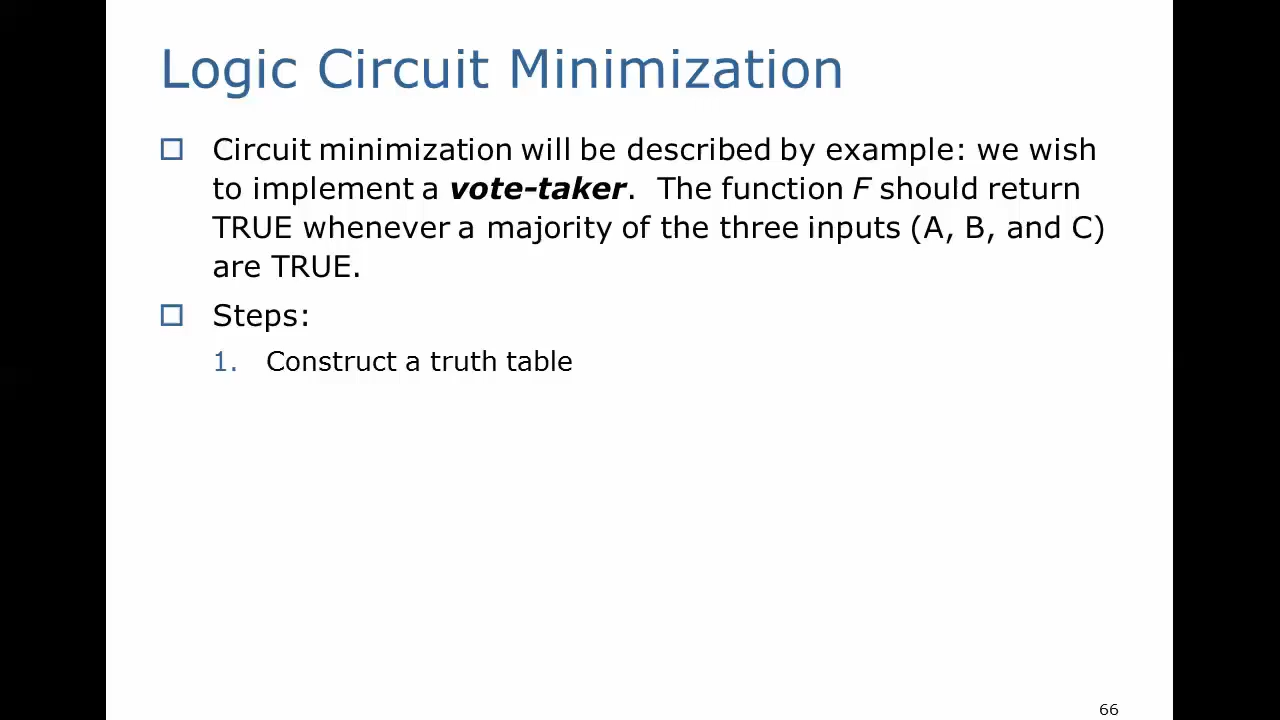 Logic Circuit Minimization
Circuit minimization will be described by example: we wish
to implement a vote-taker. The function F should return
TRUE whenever a majority of the three inputs (A, B, and C)
are TRUE.
Steps:
1. Construct a truth table
66